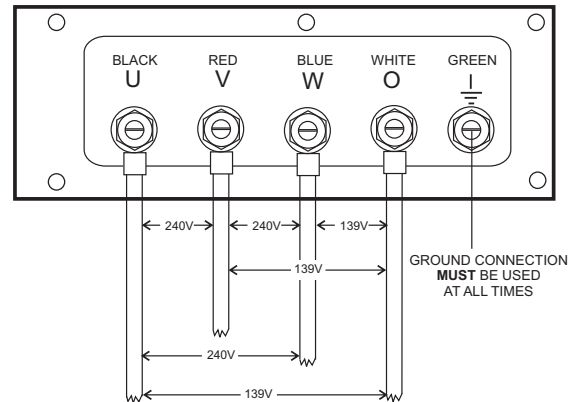 BLACK RED BLUE WHITE GREEN
U V W O
240V 240V 139V
139V
GROUND CONNECTION
MUST BE USED
AT ALL TIMES
240V
139V